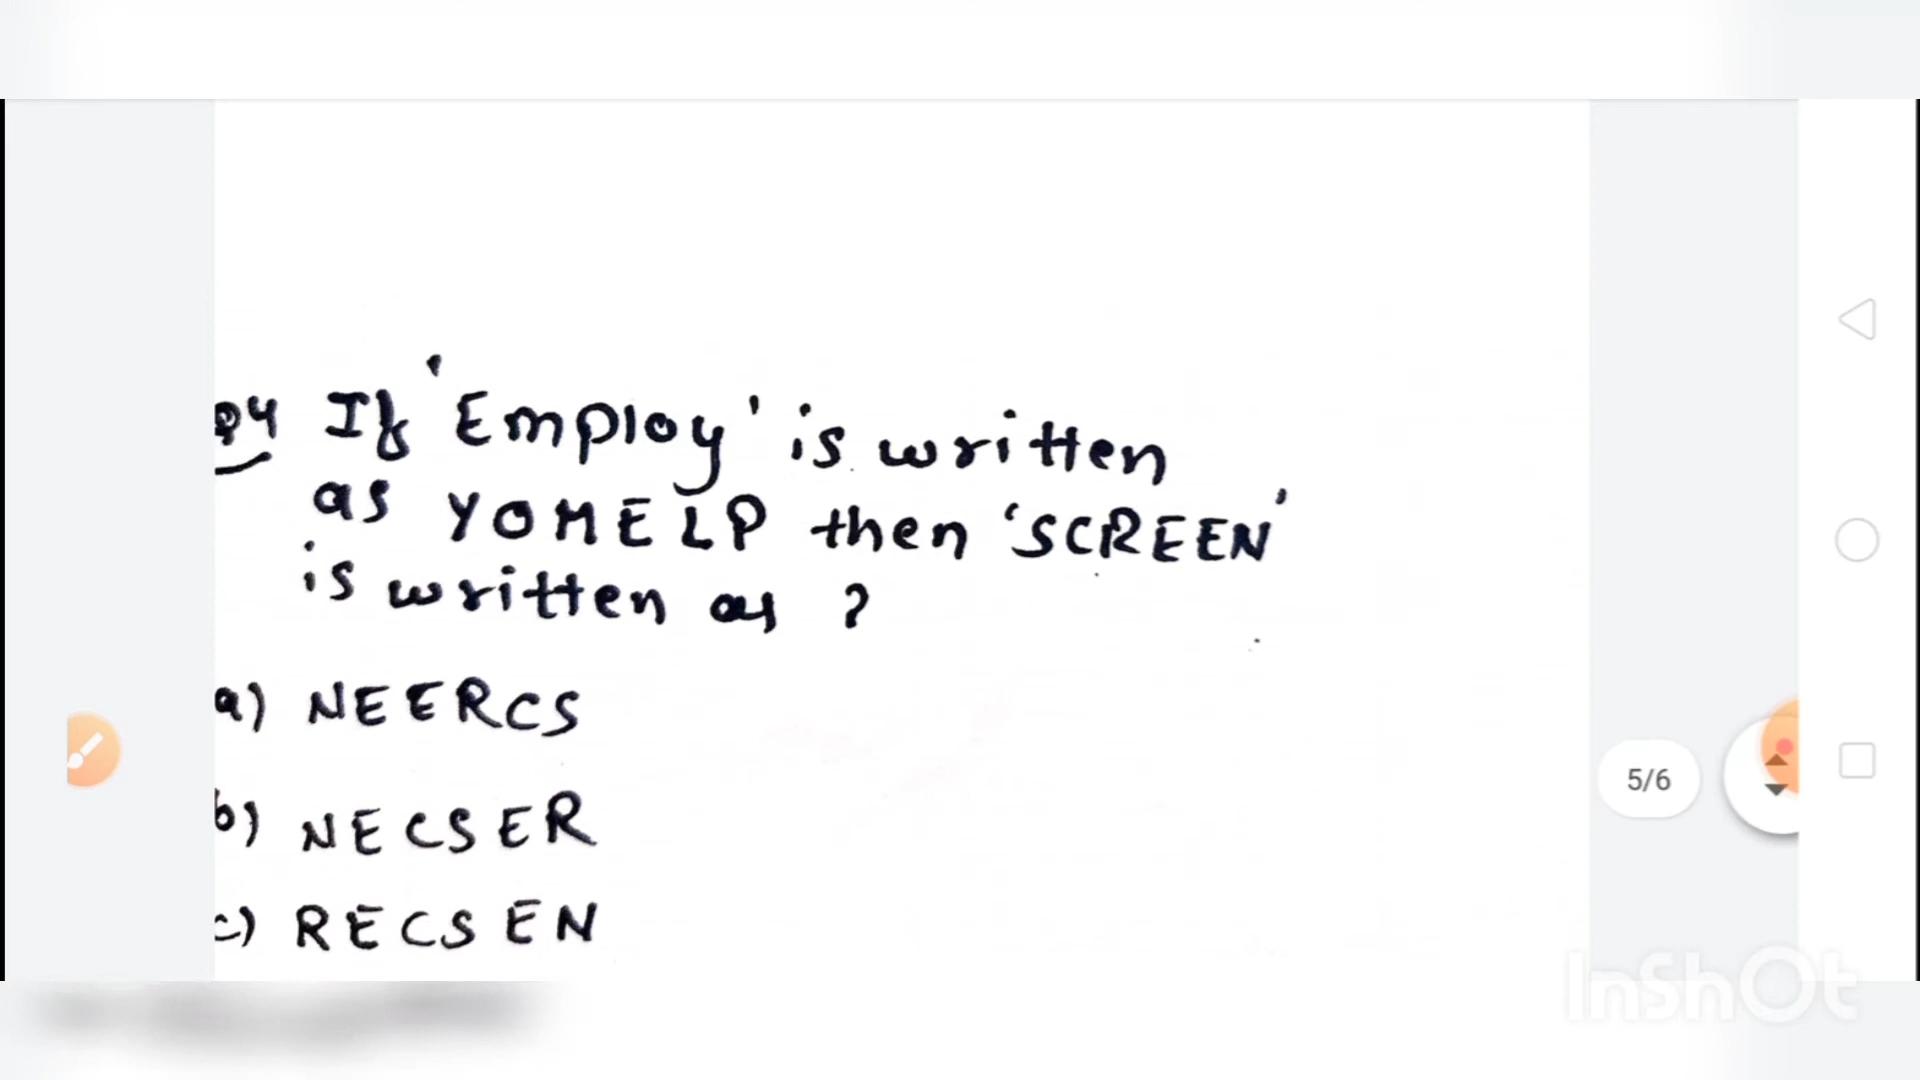 Q4 If 'Employ' is written
as YOMELP then 'SCREEN'
is written as ?
a) NEERCS
b) NECSER
c) RECSEN
5/6
InShOt